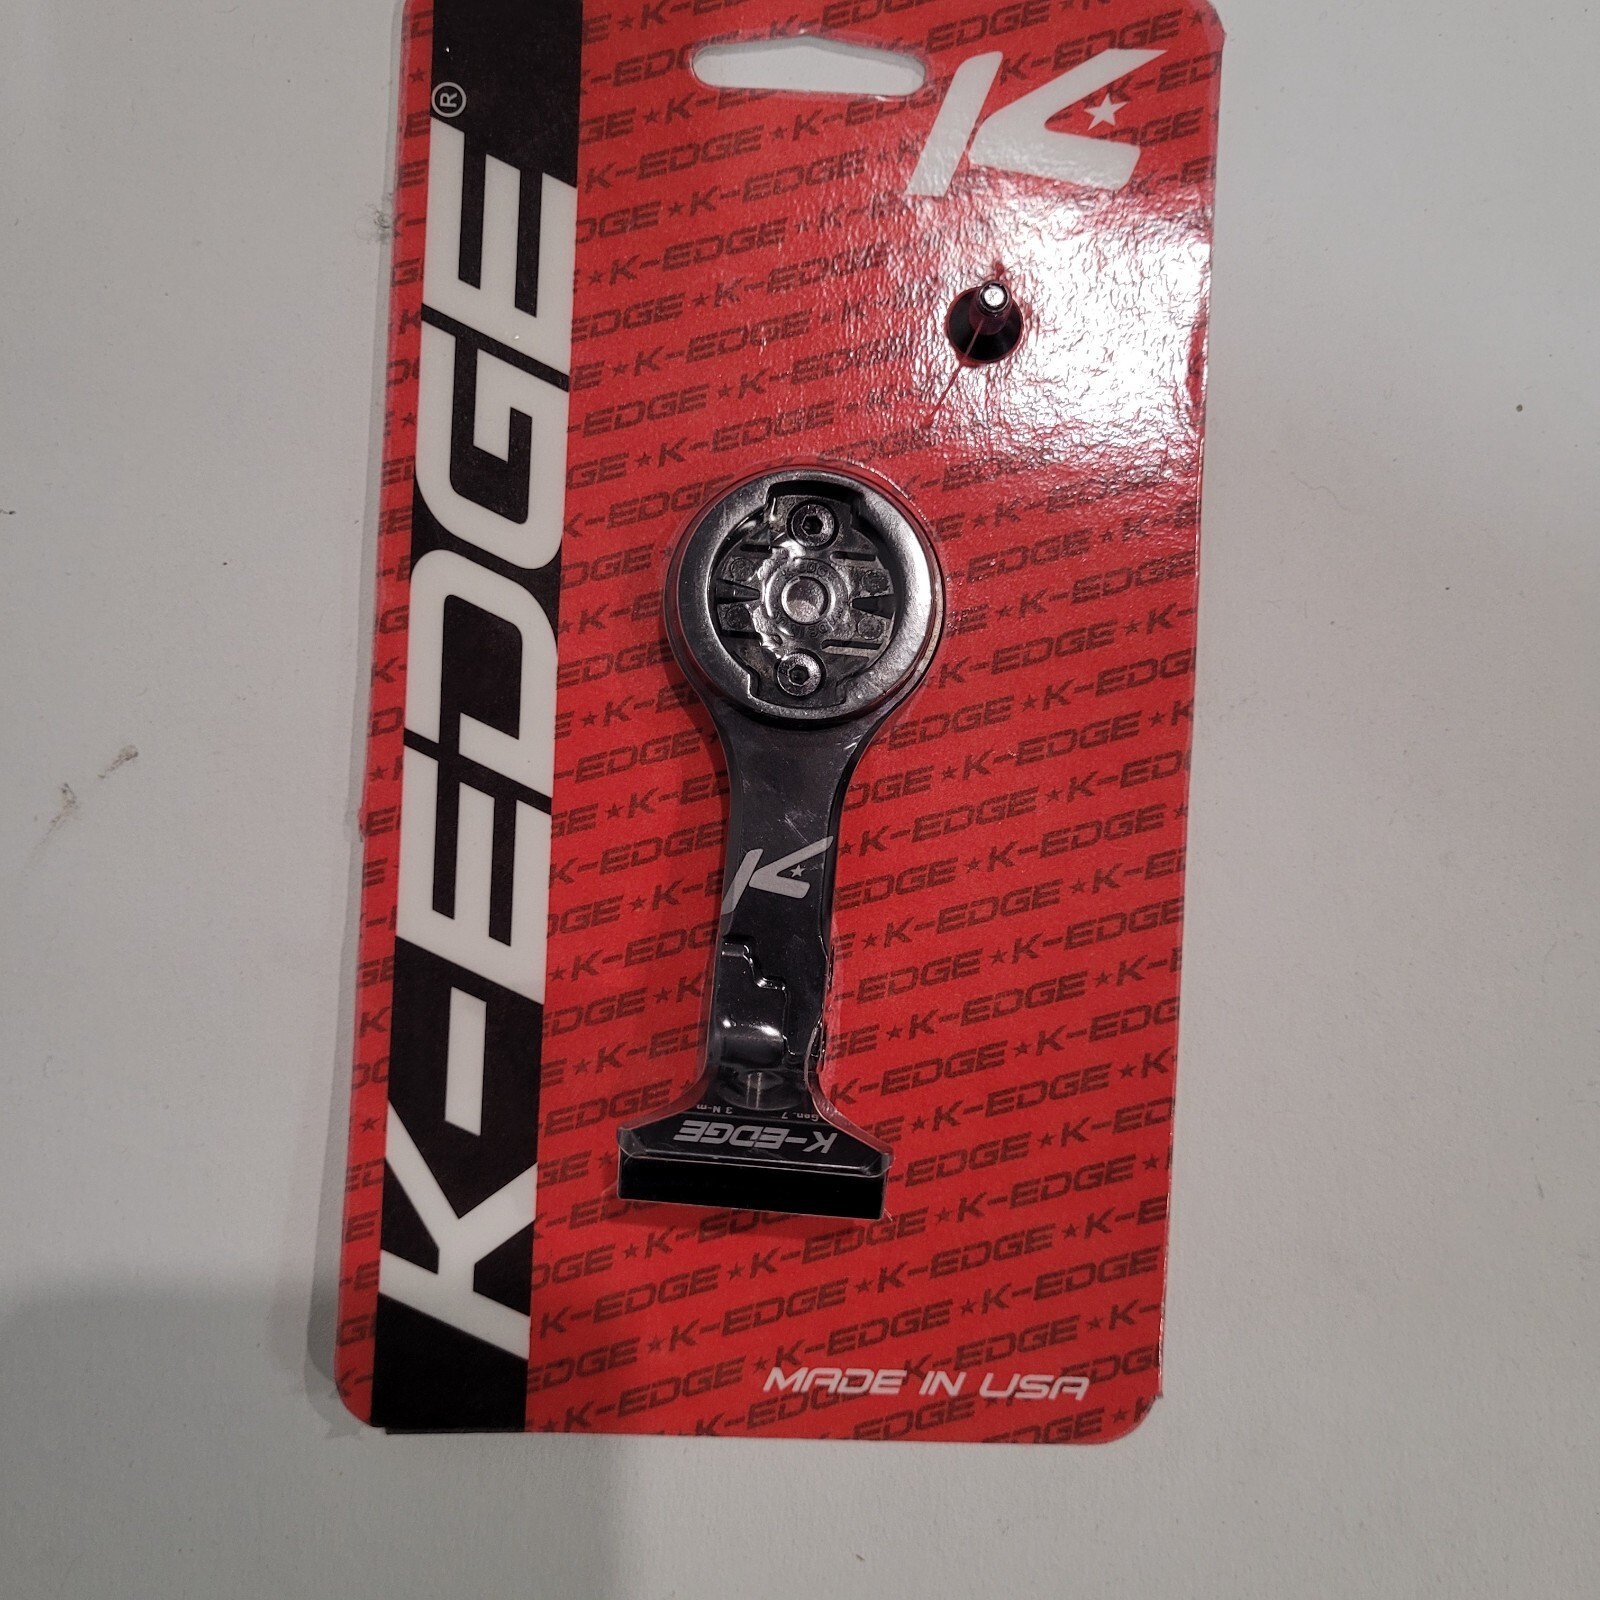 K-EDGE®
K
K
Gen. 7
3 N-m
K-EDGE
MADE IN USA
K-EDGE★K-EDGE★K-EDGE